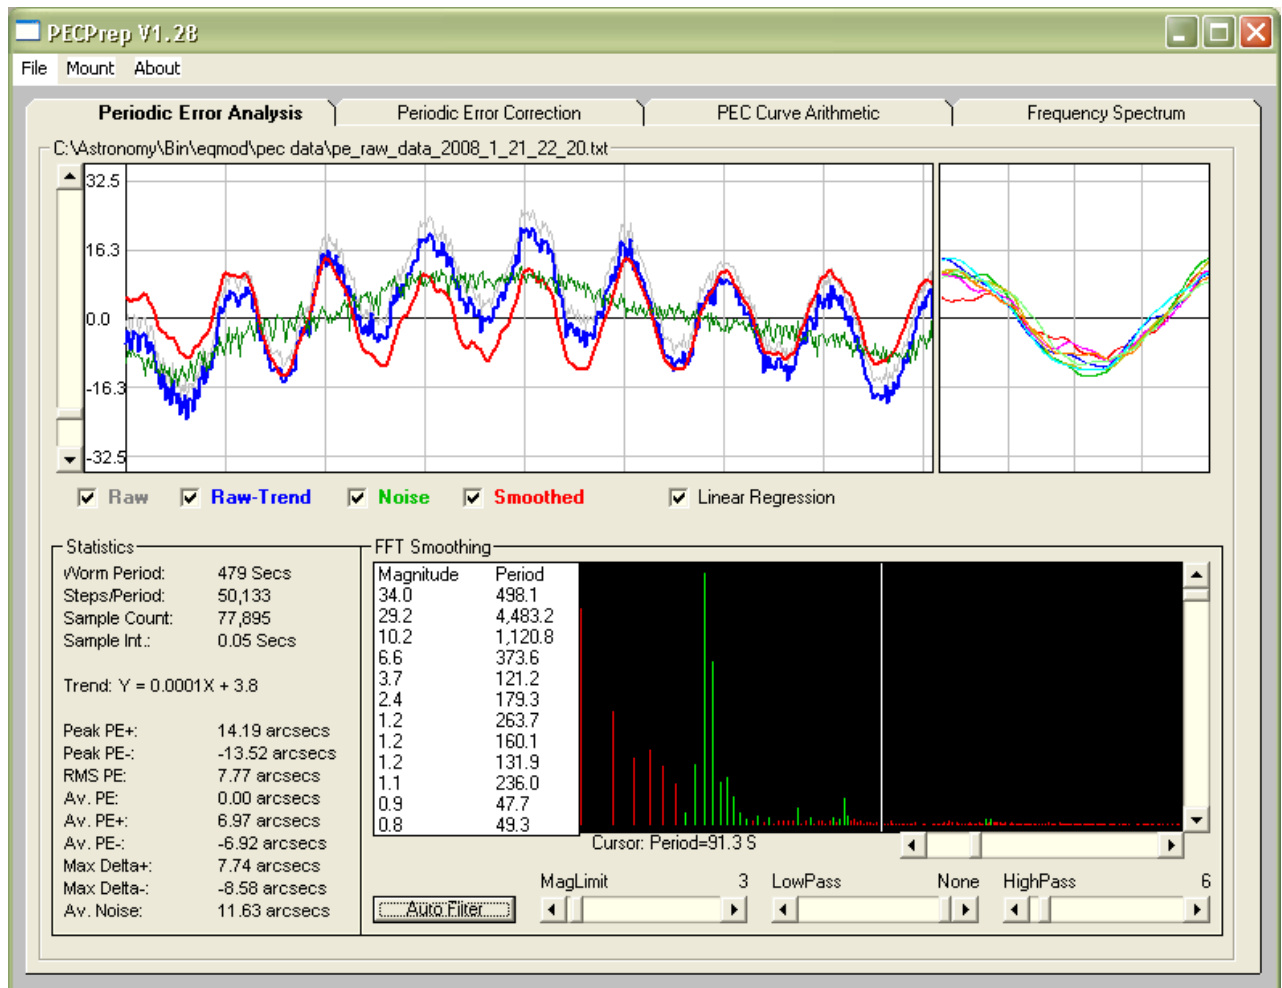 PECPrep V1.28
File Mount About
Periodic Error Analysis Periodic Error Correction PEC Curve Arithmetic Frequency Spectrum
C:\Astronomy\Bin\eqmod\pec data\pe_raw_data_2008_1_21_22_20.txt
32.5
16.3
0.0
-16.3
-32.5
Raw Raw-Trend Noise Smoothed Linear Regression
Statistics
Worm Period: 479 Secs
Steps/Period: 50,133
Sample Count: 77,895
Sample Int.: 0.05 Secs
Trend: Y = 0.0001X + 3.8
Peak PE+: 14.19 arcsecs
Peak PE-: -13.52 arcsecs
RMS PE: 7.77 arcsecs
Av. PE: 0.00 arcsecs
Av. PE+: 6.97 arcsecs
Av. PE-: -6.92 arcsecs
Max Delta+: 7.74 arcsecs
Max Delta-: -8.58 arcsecs
Av. Noise: 11.63 arcsecs
FFT Smoothing
Magnitude Period
34.0 498.1
29.2 4,483.2
10.2 1,120.8
6.6 373.6
3.7 121.2
2.4 179.3
1.2 263.7
1.2 160.1
1.2 131.9
1.1 236.0
0.9 47.7
0.8 49.3
Cursor: Period=91.3 S
MagLimit 3 LowPass None HighPass 6
Auto Filter